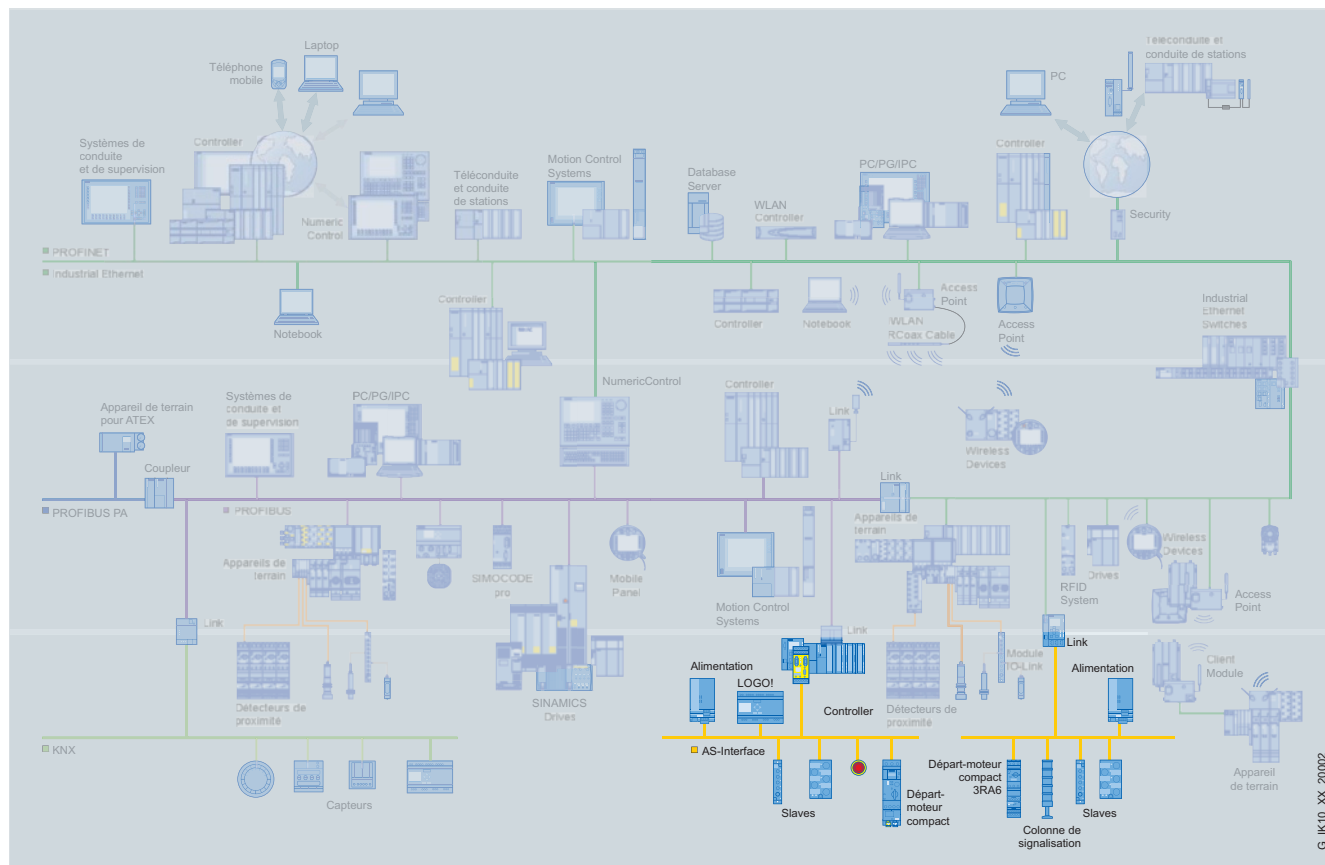 Laptop
Téléphone
mobile
PC
Téléconduite et
conduite de stations
Systèmes de
conduite
et de supervision
Controller
Numeric
Control
Téléconduite
et conduite
de stations
Motion Control
Systems
Database
Server
WLAN
Controller
PC/PG/IPC
Controller
Security
PROFINET
Industrial Ethernet
Notebook
Controller
Controller
Notebook
Access
Point
WLAN
RCoax Cable
Access
Point
Industrial
Ethernet
Switches
Appareil de terrain
pour ATEX
Coupleur
Systèmes de
conduite et
de supervision
PC/PG/IPC
NumericControl
Controller
Link
Wireless
Devices
Link
PROFIBUS PA
PROFIBUS
Appareils de
terrain
SIMOCODE
pro
Mobile
Panel
Motion Control
Systems
Appareils de
terrain
RFID
System
Drives
Wireless
Devices
Access
Point
Link
Détecteurs de
proximité
SINAMICS
Drives
Link
Alimentation
LOGO!
Controller
Détecteurs de
proximité
Module
IO-Link
Link
Alimentation
Client
Module
KNX
Capteurs
AS-Interface
Slaves
Départ-
moteur
compact
Départ-moteur
compact
3RA6
Colonne de
signalisation
Slaves
Appareil
de terrain
G_IK10_XX_20002